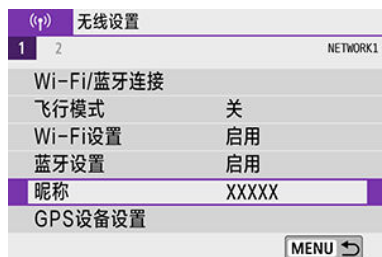 无线设置
1 2 NETWORK1
Wi-Fi/蓝牙连接
飞行模式 关
Wi-Fi设置 启用
蓝牙设置 启用
昵称 XXXXX
GPS设备设置
MENU